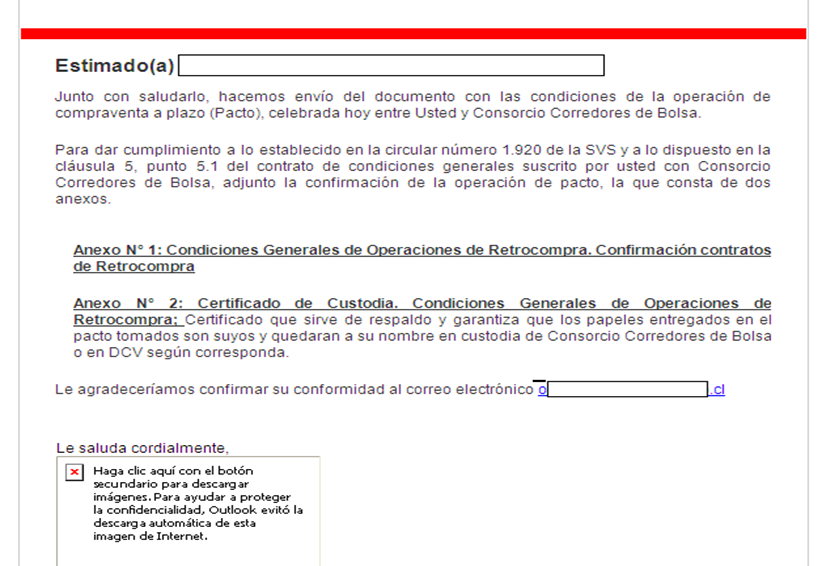 Estimado(a)
Junto con saludarlo, hacemos envío del documento con las condiciones de la operación de
compraventa a plazo (Pacto), celebrada hoy entre Usted y Consorcio Corredores de Bolsa.
Para dar cumplimiento a lo establecido en la circular número 1.920 de la SVS y a lo dispuesto en la
cláusula 5, punto 5.1 del contrato de condiciones generales suscrito por usted con Consorcio
Corredores de Bolsa, adjunto la confirmación de la operación de pacto, la que consta de dos
anexos.
Anexo N° 1: Condiciones Generales de Operaciones de Retrocompra. Confirmación contratos
de Retrocompra
Anexo N° 2: Certificado de Custodia. Condiciones Generales de Operaciones de
Retrocompra: Certificado que sirve de respaldo y garantiza que los papeles entregados en el
pacto tomados son suyos y quedaran a su nombre en custodia de Consorcio Corredores de Bolsa
o en DCV según corresponda.
Le agradeceríamos confirmar su conformidad al correo electrónico o .cl
Le saluda cordialmente,
Haga clic aquí con el botón
secundario para descargar
imágenes. Para ayudar a proteger
la confidencialidad, Outlook evitó la
descarga automática de esta
imagen de Internet.